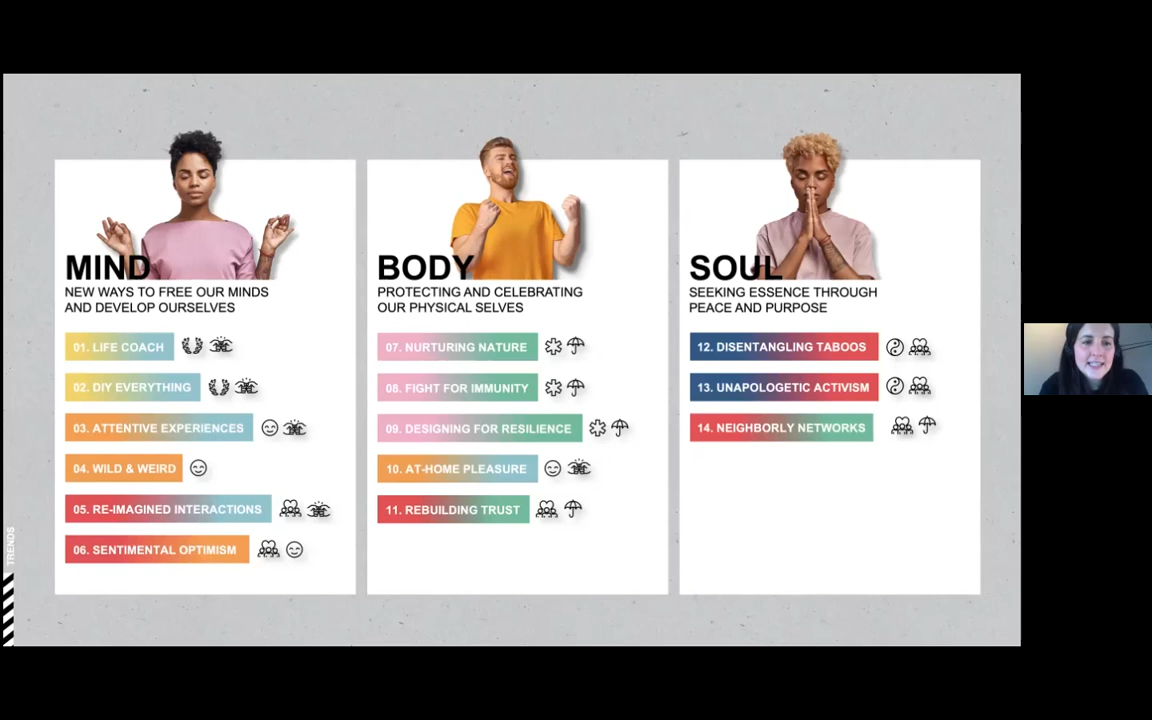 MIND
NEW WAYS TO FREE OUR MINDS
AND DEVELOP OURSELVES
01. LIFE COACH
02. DIY EVERYTHING
03. ATTENTIVE EXPERIENCES
04. WILD & WEIRD
05. RE-IMAGINED INTERACTIONS
06. SENTIMENTAL OPTIMISM
BODY
PROTECTING AND CELEBRATING
OUR PHYSICAL SELVES
07. NURTURING NATURE
08. FIGHT FOR IMMUNITY
09. DESIGNING FOR RESILIENCE
10. AT-HOME PLEASURE
11. REBUILDING TRUST
SOUL
SEEKING ESSENCE THROUGH
PEACE AND PURPOSE
12. DISENTANGLING TABOOS
13. UNAPOLOGETIC ACTIVISM
14. NEIGHBORLY NETWORKS
TRENDS